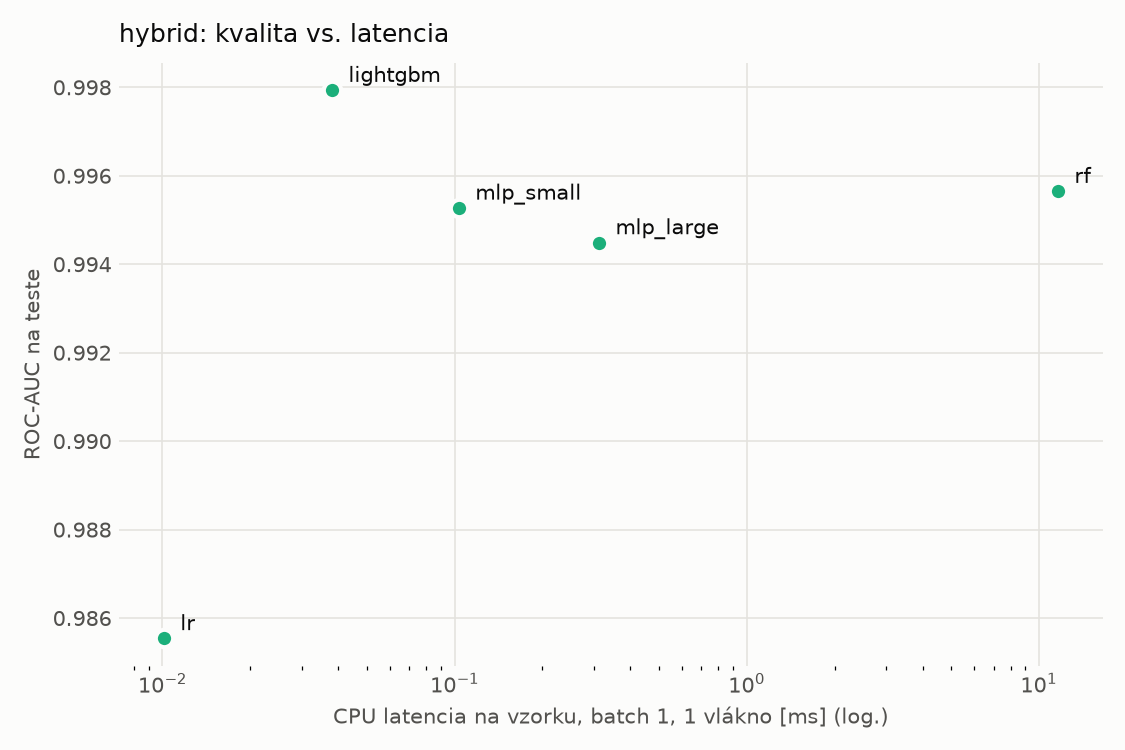 hybrid: kvalita vs. latencia
lightgbm
mlp_small
mlp_large
rf
lr
ROC-AUC na teste
0.998
0.996
0.994
0.992
0.990
0.988
0.986
10⁻² 10⁻¹ 10⁰ 10¹
CPU latencia na vzorku, batch 1, 1 vlákno [ms] (log.)